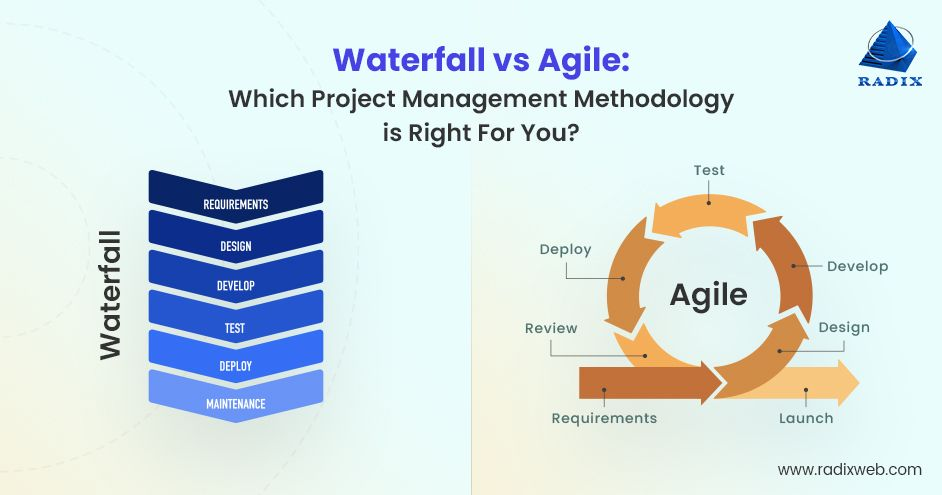 Waterfall vs Agile:
Which Project Management Methodology
is Right For You?
RADIX
Waterfall
REQUIREMENTS
DESIGN
DEVELOP
TEST
DEPLOY
MAINTENANCE
Agile
Test
Deploy
Develop
Review
Design
Requirements
Launch
www.radixweb.com